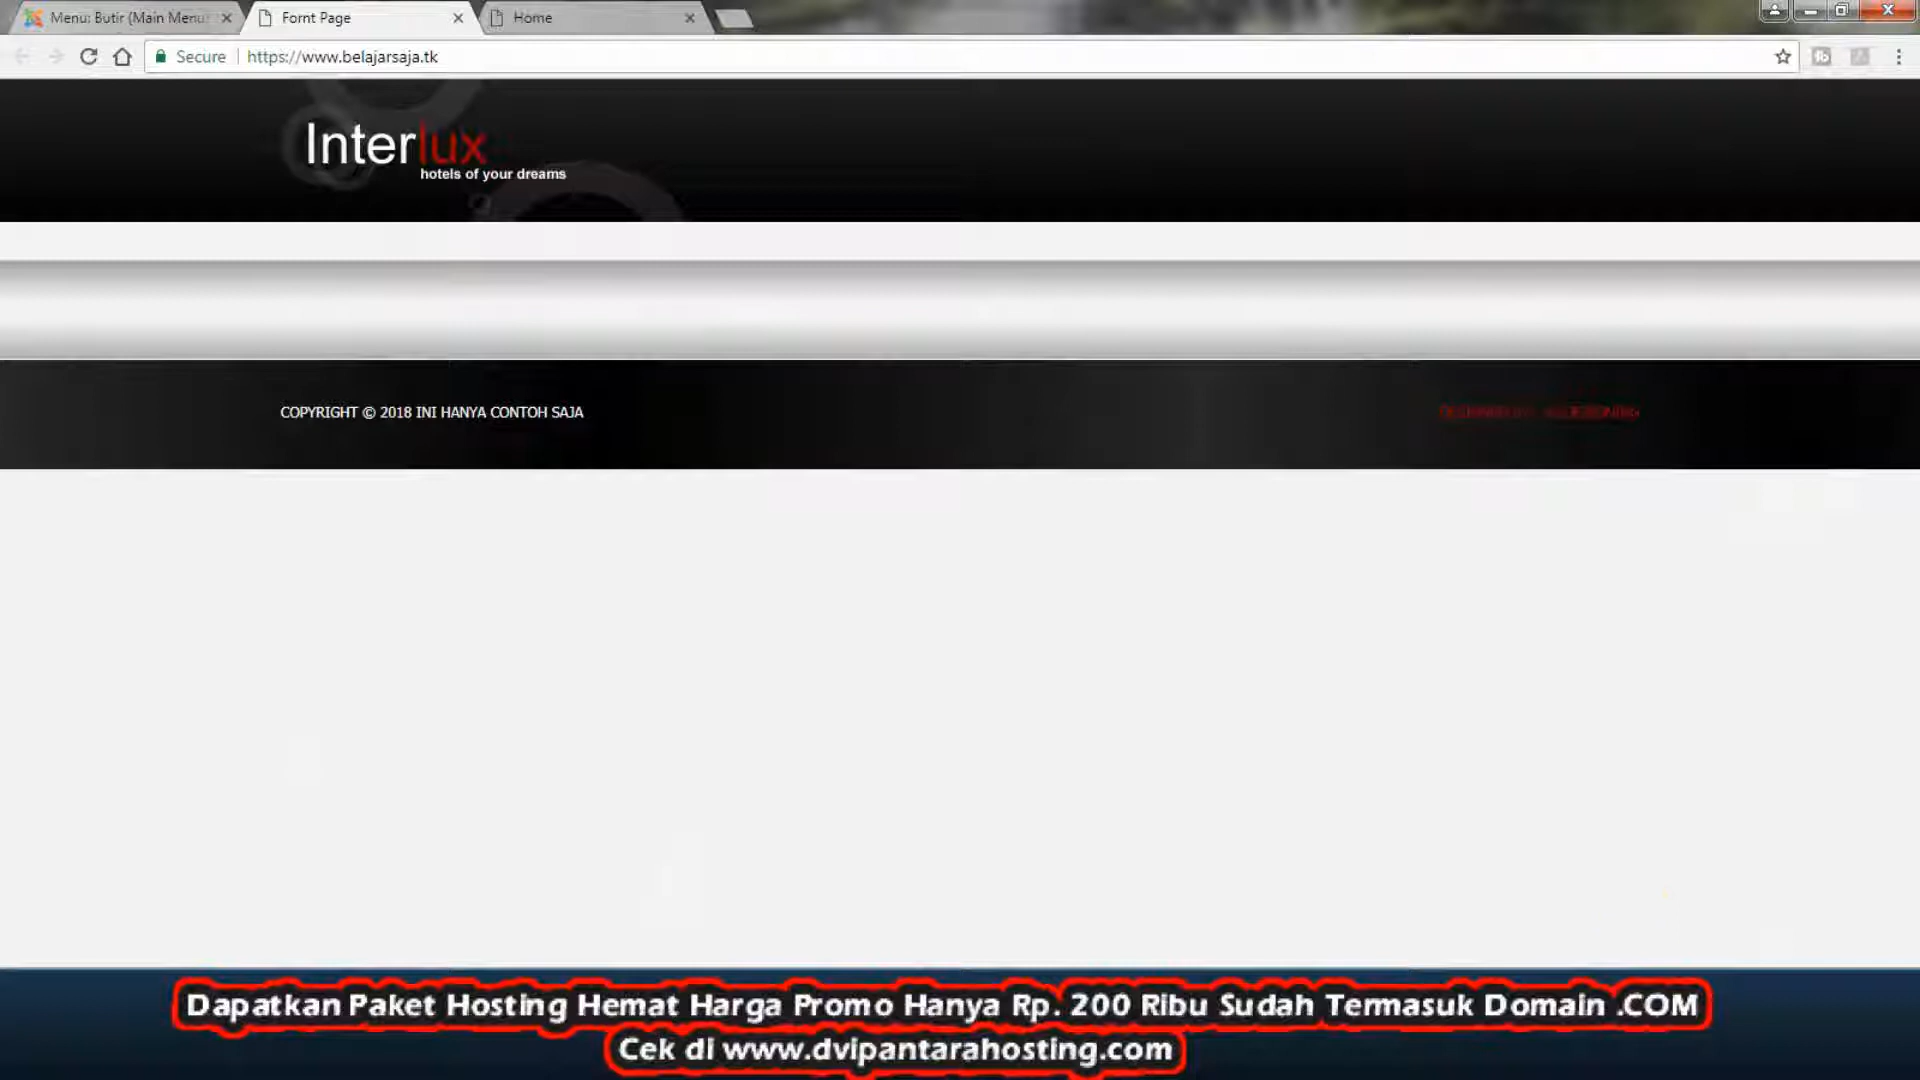 Menu: Butir (Main Menu
Fornt Page
Home
Secure https://www.belajarsaja.tk
Interlux
hotels of your dreams
COPYRIGHT © 2018 INI HANYA CONTOH SAJA
Dapatkan Paket Hosting Hemat Harga Promo Hanya Rp. 200 Ribu Sudah Termasuk Domain .COM
Cek di www.dvipantarahosting.com